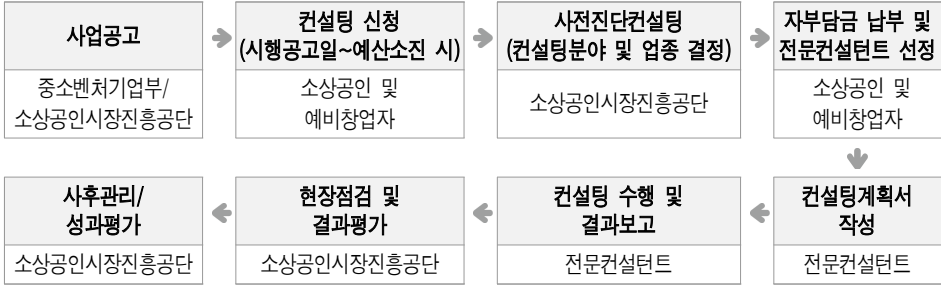 사업공고
중소벤처기업부/
소상공인시장진흥공단
컨설팅 신청
(시행공고일~예산소진 시)
소상공인 및
예비창업자
사전진단컨설팅
(컨설팅분야 및 업종 결정)
소상공인시장진흥공단
자부담금 납부 및
전문컨설턴트 선정
소상공인 및
예비창업자
컨설팅계획서
작성
전문컨설턴트
컨설팅 수행 및
결과보고
전문컨설턴트
현장점검 및
결과평가
소상공인시장진흥공단
사후관리/
성과평가
소상공인시장진흥공단